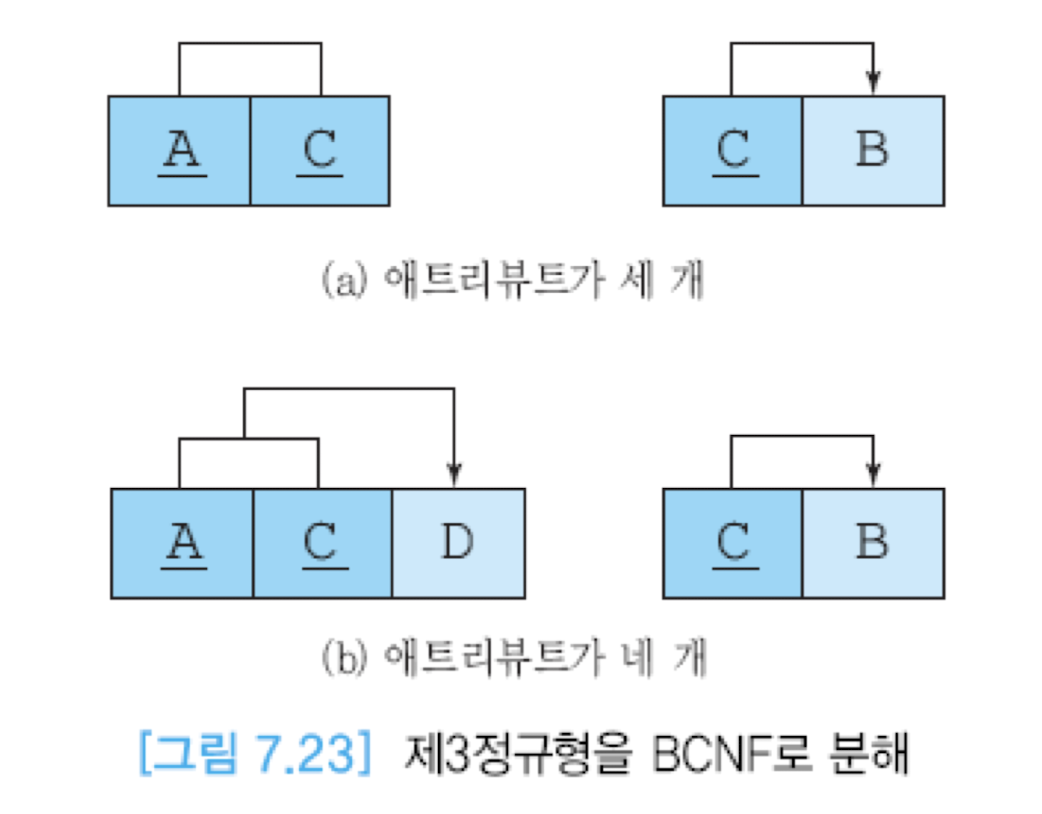 A C C B
(a) 애트리뷰트가 세 개
A C D C B
(b) 애트리뷰트가 네 개
[그림 7.23] 제3정규형을 BCNF로 분해